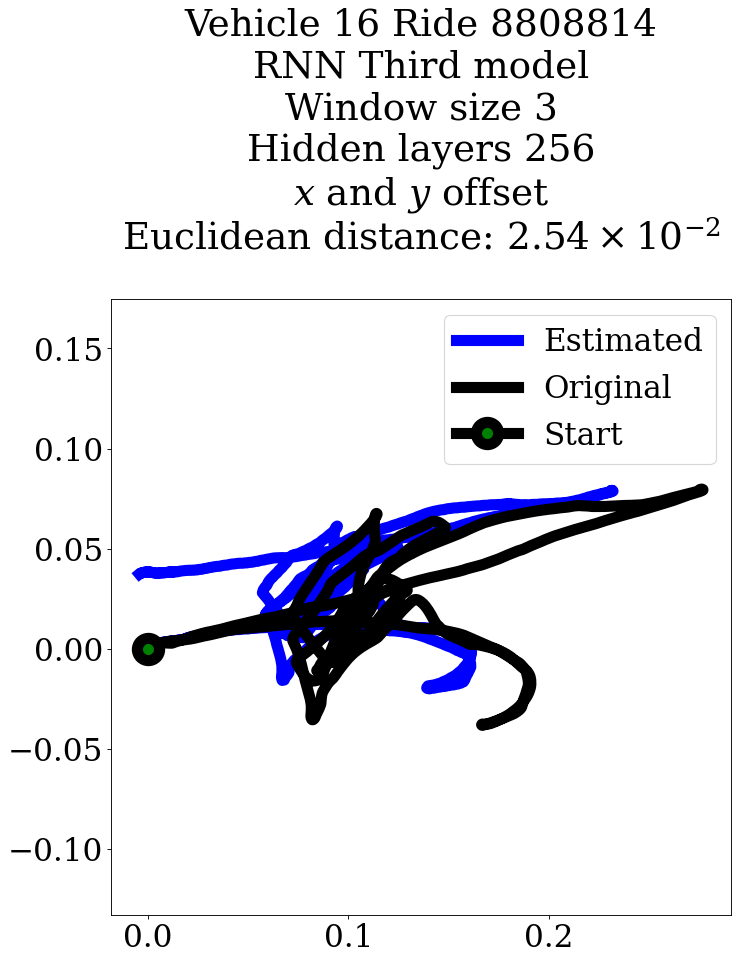 Vehicle 16 Ride 8808814
RNN Third model
Window size 3
Hidden layers 256
x and y offset
Euclidean distance: 2.54 × 10⁻²
Estimated
Original
Start
0.15
0.10
0.05
0.00
−0.05
−0.10
0.0 0.1 0.2